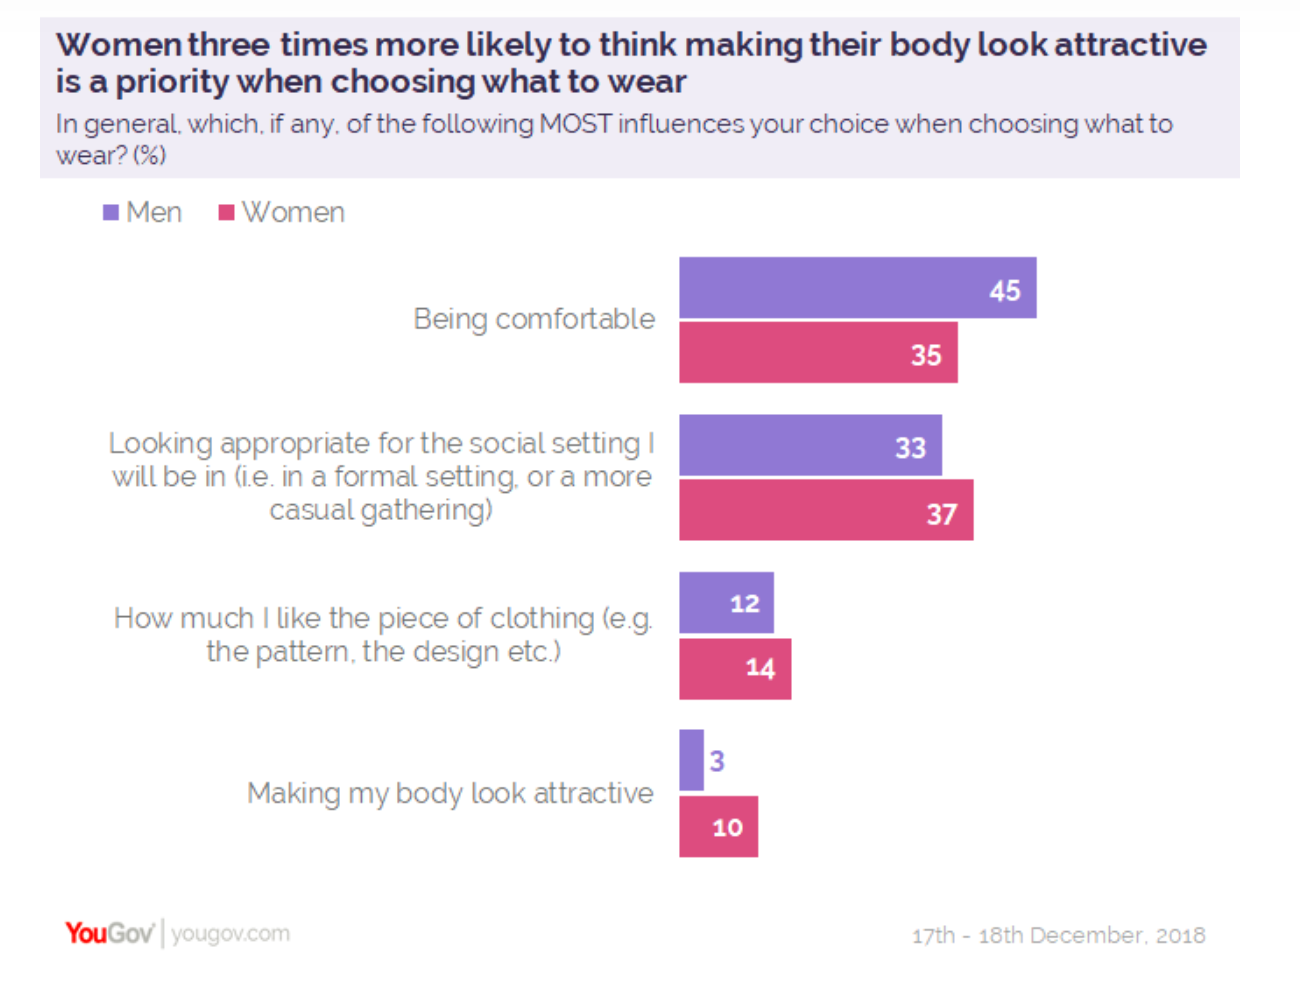 Women three times more likely to think making their body look attractive
is a priority when choosing what to wear
In general, which, if any, of the following MOST influences your choice when choosing what to
wear? (%)
Men Women
Being comfortable
45
35
Looking appropriate for the social setting I
will be in (i.e. in a formal setting, or a more
casual gathering)
33
37
How much I like the piece of clothing (e.g.
the pattern, the design etc.)
12
14
Making my body look attractive
3
10
YouGov yougov.com
17th - 18th December, 2018